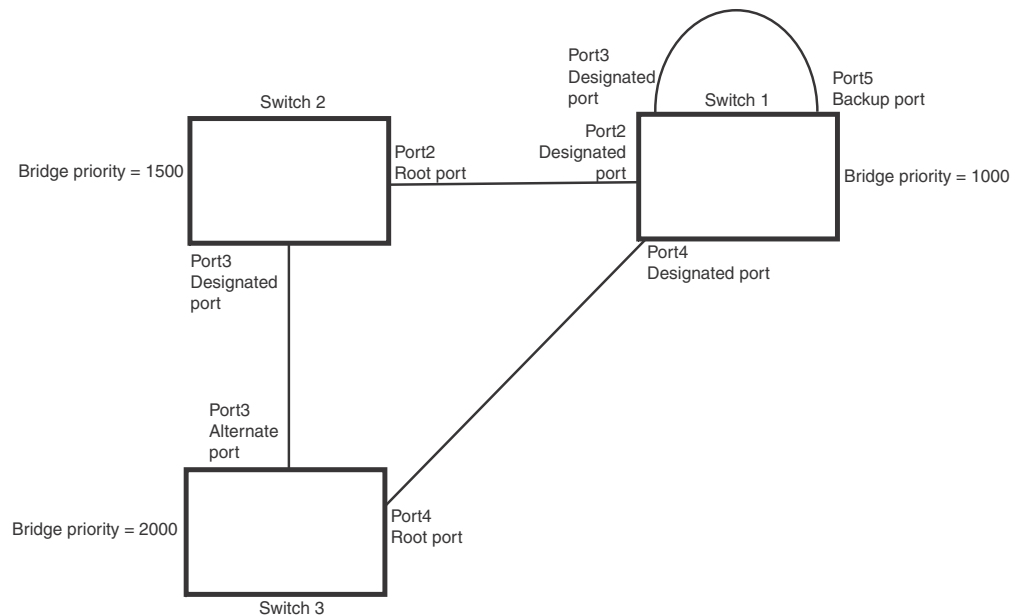 Port3
Designated
port
Port5
Backup port
Switch 2
Switch 1
Port2
Designated
port
Port2
Root port
Bridge priority = 1500
Bridge priority = 1000
Port3
Designated
port
Port4
Designated port
Port3
Alternate
port
Bridge priority = 2000
Port4
Root port
Switch 3